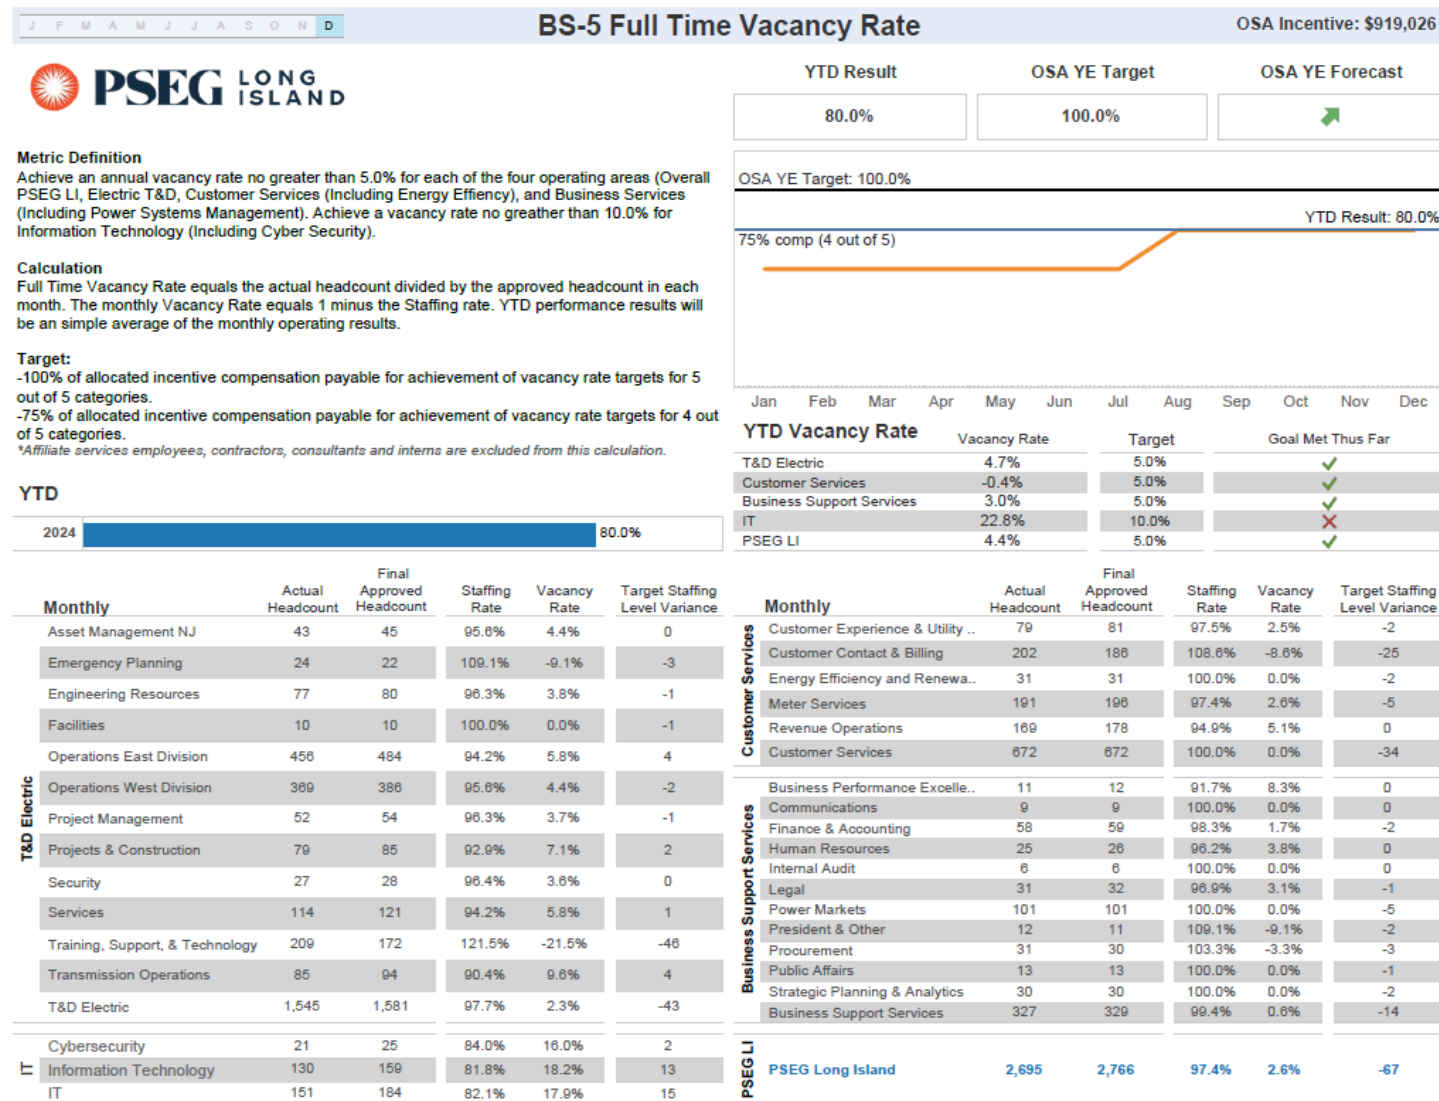 J F M A M J J A S O N D
BS-5 Full Time Vacancy Rate
OSA Incentive: $919,026
PSEG LONG ISLAND
YTD Result OSA YE Target OSA YE Forecast
80.0% 100.0%
Metric Definition
Achieve an annual vacancy rate no greater than 5.0% for each of the four operating areas (Overall
PSEG LI, Electric T&D, Customer Services (Including Energy Effiency), and Business Services
(Including Power Systems Management). Achieve a vacancy rate no greather than 10.0% for
Information Technology (Including Cyber Security).
Calculation
Full Time Vacancy Rate equals the actual headcount divided by the approved headcount in each
month. The monthly Vacancy Rate equals 1 minus the Staffing rate. YTD performance results will
be an simple average of the monthly operating results.
Target:
-100% of allocated incentive compensation payable for achievement of vacancy rate targets for 5
out of 5 categories.
-75% of allocated incentive compensation payable for achievement of vacancy rate targets for 4 out
of 5 categories.
*Affiliate services employees, contractors, consultants and interns are excluded from this calculation.
OSA YE Target: 100.0%
YTD Result: 80.0%
75% comp (4 out of 5)
Jan Feb Mar Apr May Jun Jul Aug Sep Oct Nov Dec
YTD Vacancy Rate Vacancy Rate Target Goal Met Thus Far
T&D Electric 4.7% 5.0%
Customer Services -0.4% 5.0%
Business Support Services 3.0% 5.0%
IT 22.8% 10.0%
PSEG LI 4.4% 5.0%
YTD
2024 80.0%
Monthly Actual Headcount Final Approved Headcount Staffing Rate Vacancy Rate Target Staffing Level Variance
T&D Electric
Asset Management NJ 43 45 95.6% 4.4% 0
Emergency Planning 24 22 109.1% -9.1% -3
Engineering Resources 77 80 96.3% 3.8% -1
Facilities 10 10 100.0% 0.0% -1
Operations East Division 456 484 94.2% 5.8% 4
Operations West Division 369 386 95.6% 4.4% -2
Project Management 52 54 96.3% 3.7% -1
Projects & Construction 79 85 92.9% 7.1% 2
Security 27 28 96.4% 3.6% 0
Services 114 121 94.2% 5.8% 1
Training, Support, & Technology 209 172 121.5% -21.5% -46
Transmission Operations 85 94 90.4% 9.6% 4
T&D Electric 1,545 1,581 97.7% 2.3% -43
IT
Cybersecurity 21 25 84.0% 16.0% 2
Information Technology 130 159 81.8% 18.2% 13
IT 151 184 82.1% 17.9% 15
Monthly Actual Headcount Final Approved Headcount Staffing Rate Vacancy Rate Target Staffing Level Variance
Customer Services
Customer Experience & Utility .. 79 81 97.5% 2.5% -2
Customer Contact & Billing 202 186 108.6% -8.6% -25
Energy Efficiency and Renewa.. 31 31 100.0% 0.0% -2
Meter Services 191 196 97.4% 2.6% -5
Revenue Operations 169 178 94.9% 5.1% 0
Customer Services 672 672 100.0% 0.0% -34
Business Support Services
Business Performance Excelle.. 11 12 91.7% 8.3% 0
Communications 9 9 100.0% 0.0% 0
Finance & Accounting 58 59 98.3% 1.7% -2
Human Resources 25 26 96.2% 3.8% 0
Internal Audit 6 6 100.0% 0.0% 0
Legal 31 32 96.9% 3.1% -1
Power Markets 101 101 100.0% 0.0% -5
President & Other 12 11 109.1% -9.1% -2
Procurement 31 30 103.3% -3.3% -3
Public Affairs 13 13 100.0% 0.0% -1
Strategic Planning & Analytics 30 30 100.0% 0.0% -2
Business Support Services 327 329 99.4% 0.6% -14
PSEG LI
PSEG Long Island 2,695 2,766 97.4% 2.6% -67